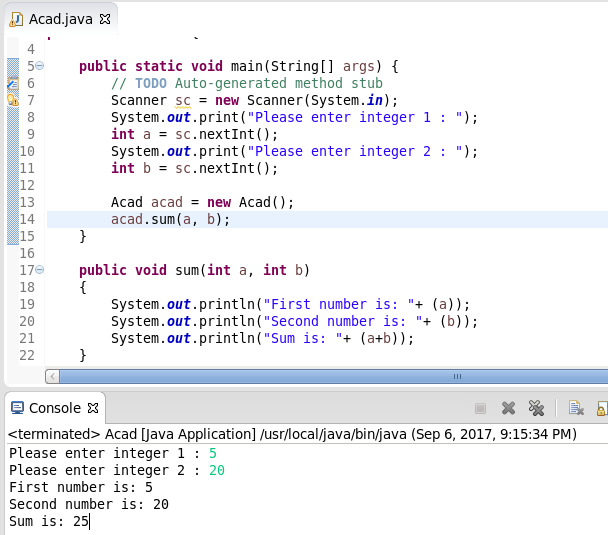 Acad.java
4
5 public static void main(String[] args) {
6 // TODO Auto-generated method stub
7 Scanner sc = new Scanner(System.in);
8 System.out.print("Please enter integer 1 : ");
9 int a = sc.nextInt();
10 System.out.print("Please enter integer 2 : ");
11 int b = sc.nextInt();
12
13 Acad acad = new Acad();
14 acad.sum(a, b);
15 }
16
17 public void sum(int a, int b)
18 {
19 System.out.println("First number is: "+ (a));
20 System.out.println("Second number is: "+ (b));
21 System.out.println("Sum is: "+ (a+b));
22 }
Console
<terminated> Acad [Java Application] /usr/local/java/bin/java (Sep 6, 2017, 9:15:34 PM)
Please enter integer 1 : 5
Please enter integer 2 : 20
First number is: 5
Second number is: 20
Sum is: 25